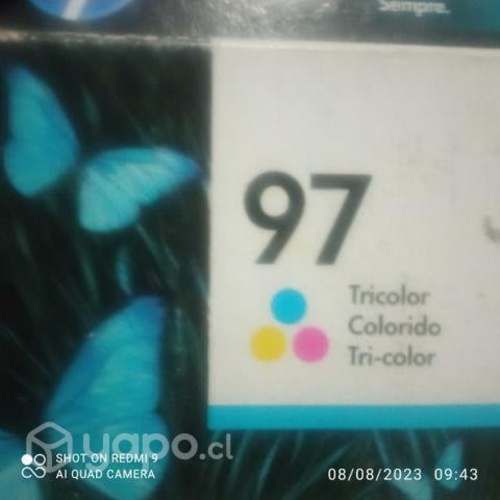 Sempre.
97
Tricolor
Colorido
Tri-color
yapo.cl
SHOT ON REDMI 9
AI QUAD CAMERA
08/08/2023 09:43